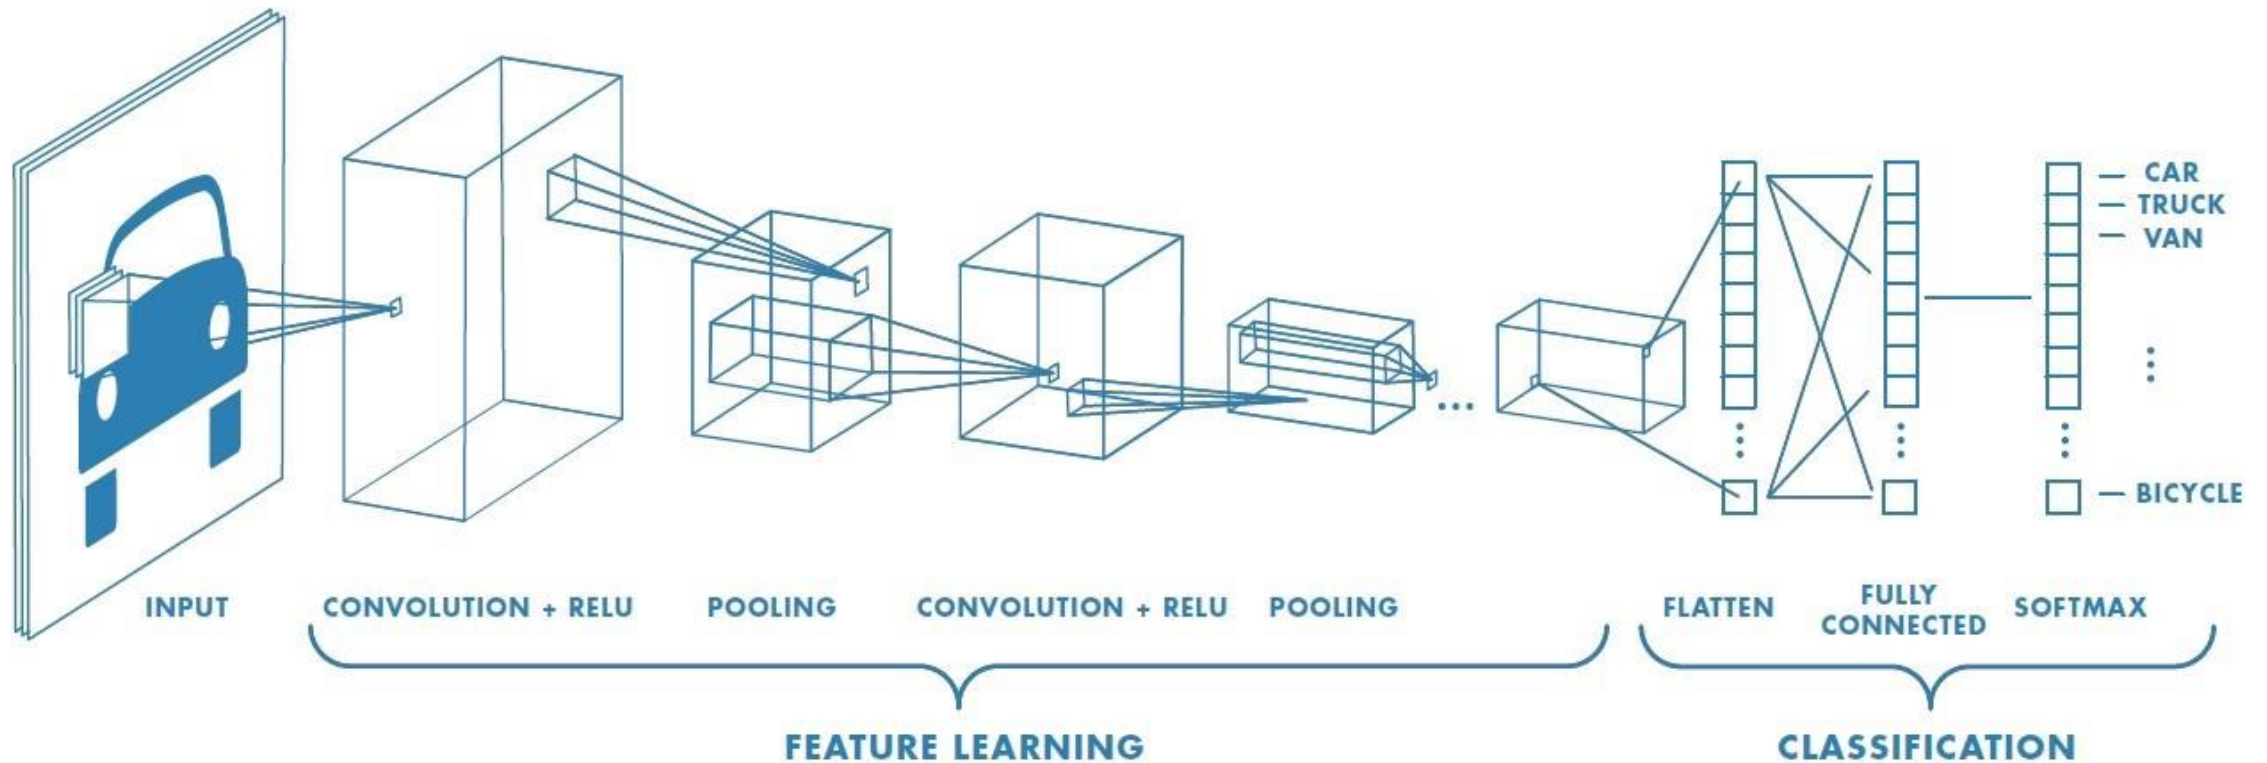 CAR
TRUCK
VAN
BICYCLE
INPUT
CONVOLUTION + RELU
POOLING
CONVOLUTION + RELU
POOLING
FLATTEN
FULLY
CONNECTED
SOFTMAX
FEATURE LEARNING
CLASSIFICATION